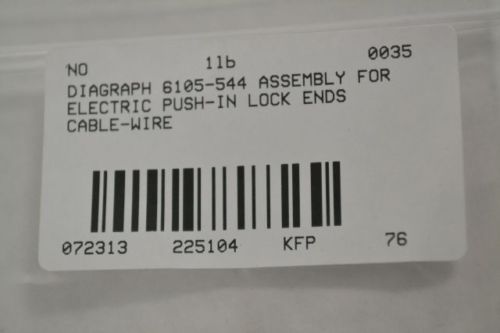 NO 1lb 0035
DIAGRAPH 6105-544 ASSEMBLY FOR
ELECTRIC PUSH-IN LOCK ENDS
CABLE-WIRE
072313 225104 KFP 76